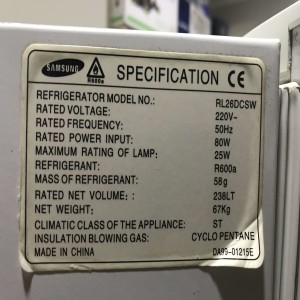 SAMSUNG R600a SPECIFICATION CE
REFRIGERATOR MODEL NO.: RL26DCSW
RATED VOLTAGE: 220V~
RATED FREQUENCY: 50Hz
RATED POWER INPUT: 80W
MAXIMUM RATING OF LAMP: 25W
REFRIGERANT: R600a
MASS OF REFRIGERANT: 58g
RATED NET VOLUME: : 238LT
NET WEIGHT: 67Kg
CLIMATIC CLASS OF THE APPLIANCE: ST
INSULATION BLOWING GAS: CYCLO PENTANE
MADE IN CHINA DA99-01215E